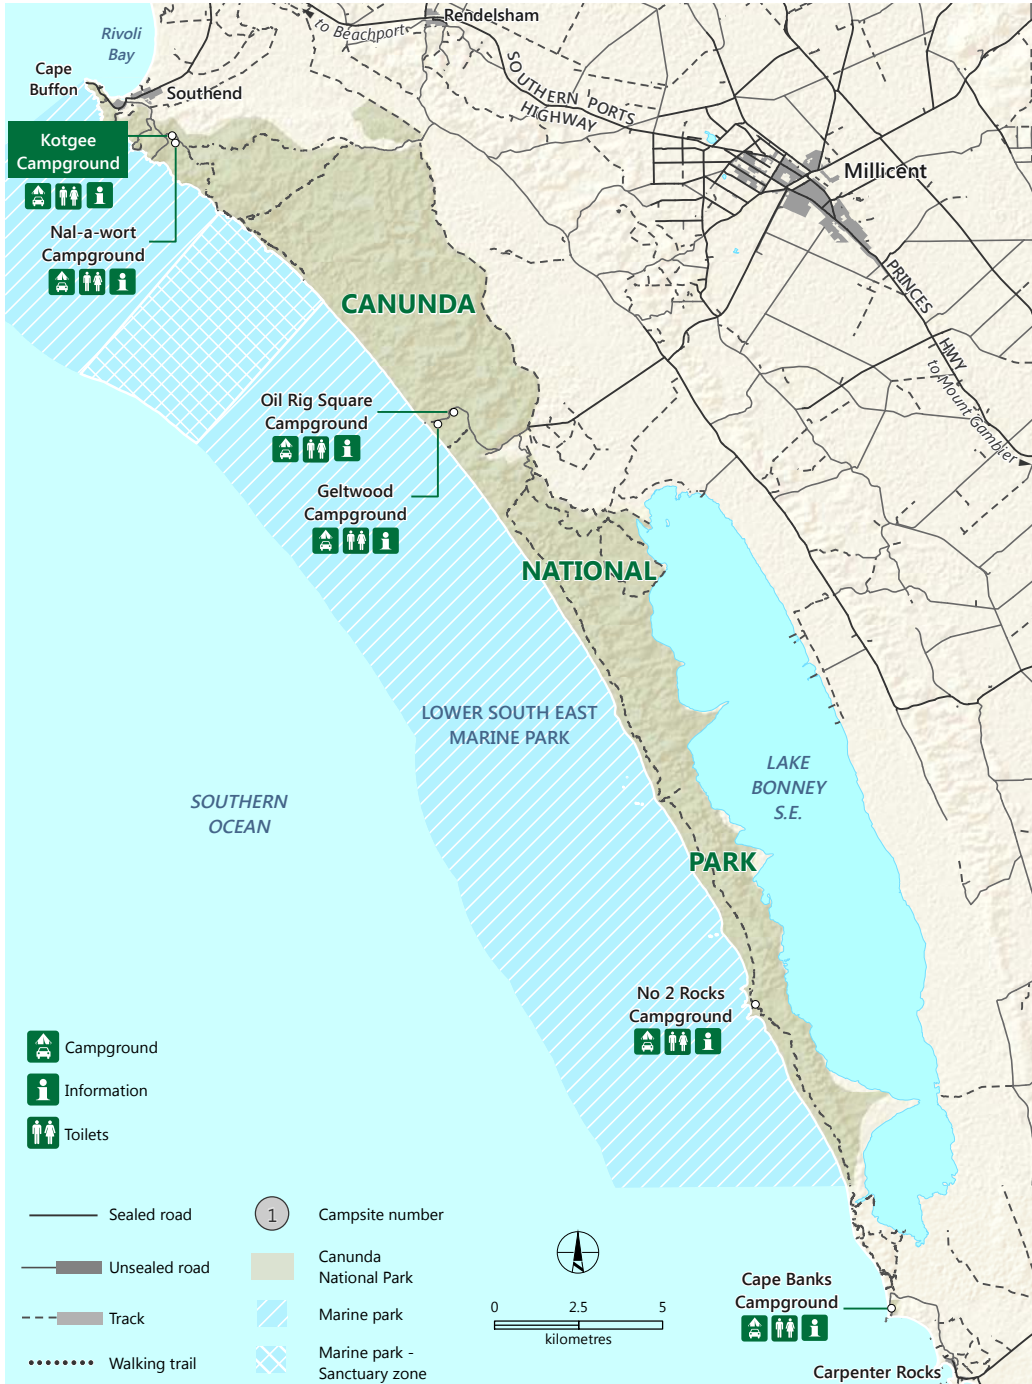 Rendelsham
to Beachport
Rivoli
Bay
Cape
Buffon
Southend
SOUTHERN PORTS
HIGHWAY
Kotgee
Campground
Millicent
Nal-a-wort
Campground
PRINCES
HWY
to Mount Gambier
CANUNDA
Oil Rig Square
Campground
Geltwood
Campground
NATIONAL
LOWER SOUTH EAST
MARINE PARK
LAKE
BONNEY
S.E.
SOUTHERN
OCEAN
PARK
No 2 Rocks
Campground
Campground
Information
Toilets
Sealed road
Unsealed road
Track
Walking trail
1
Campsite number
Canunda
National Park
Marine park
Marine park -
Sanctuary zone
0 2.5 5
kilometres
Cape Banks
Campground
Carpenter Rocks